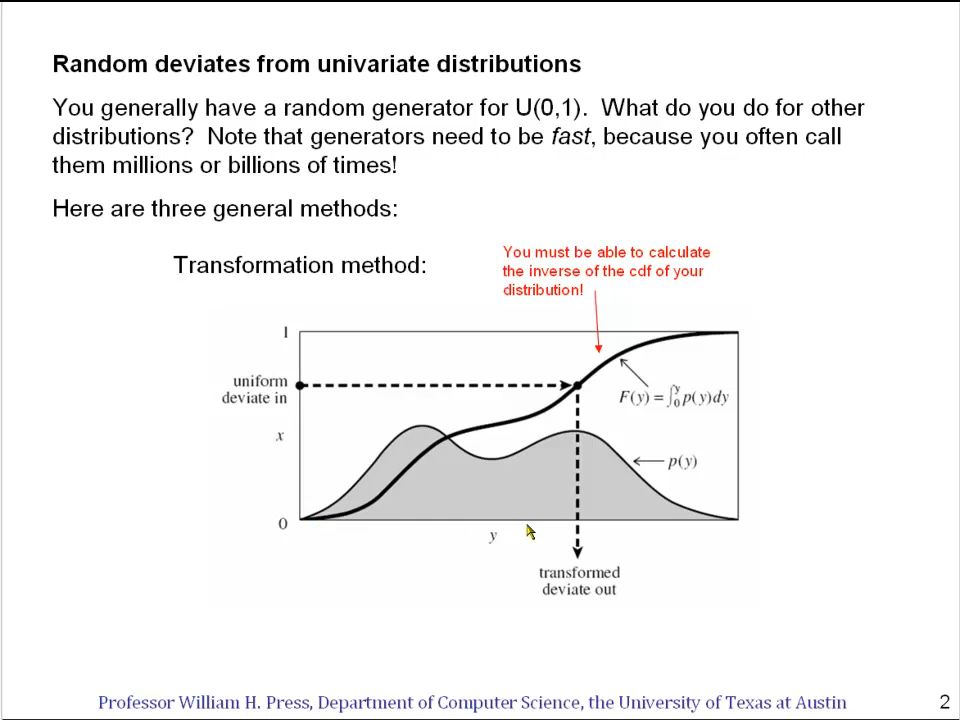 Random deviates from univariate distributions
You generally have a random generator for U(0,1).  What do you do for other
distributions?  Note that generators need to be fast, because you often call
them millions or billions of times!
Here are three general methods:
Transformation method:
You must be able to calculate
the inverse of the cdf of your
distribution!
1
uniform
deviate in
F(y) = ∫₀ʸ p(y)dy
x
p(y)
0
y
transformed
deviate out
Professor William H. Press, Department of Computer Science, the University of Texas at Austin
2